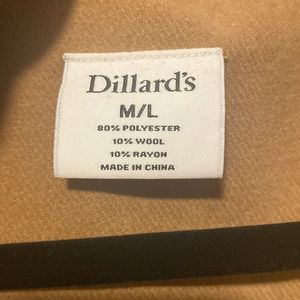 Dillard's
M/L
80% POLYESTER
10% WOOL
10% RAYON
MADE IN CHINA